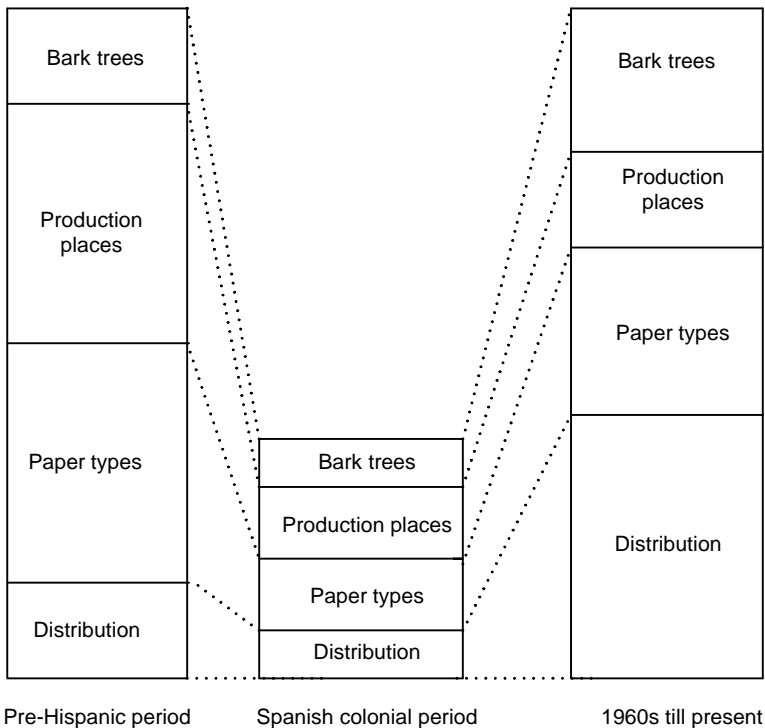 Bark trees
Production
places
Paper types
Distribution
Bark trees
Production places
Paper types
Distribution
Bark trees
Production
places
Paper types
Distribution
Pre-Hispanic period
Spanish colonial period
1960s till present